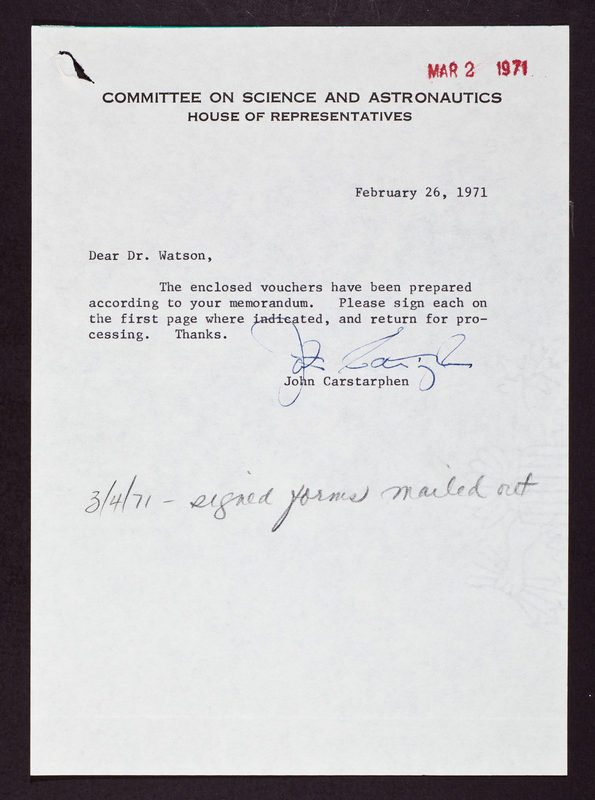 MAR 2 1971
COMMITTEE ON SCIENCE AND ASTRONAUTICS
HOUSE OF REPRESENTATIVES
February 26, 1971
Dear Dr. Watson,
The enclosed vouchers have been prepared
according to your memorandum. Please sign each on
the first page where indicated, and return for pro-
cessing. Thanks.
John Carstarphen
3/4/71 - signed forms mailed out